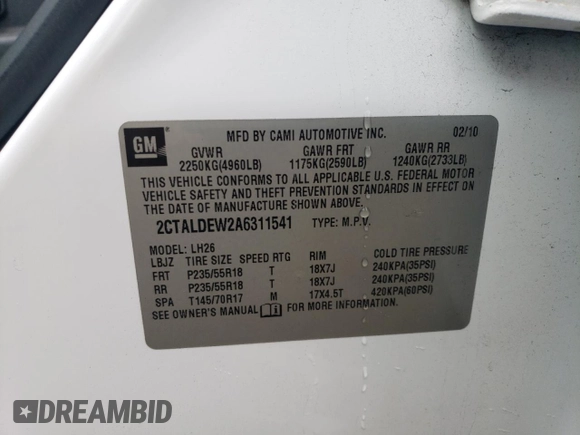 GM
MFD BY CAMI AUTOMOTIVE INC. 02/10
GVWR GAWR FRT GAWR RR
2250KG(4960LB) 1175KG(2590LB) 1240KG(2733LB)
THIS VEHICLE CONFORMS TO ALL APPLICABLE U.S. FEDERAL MOTOR
VEHICLE SAFETY AND THEFT PREVENTION STANDARDS IN EFFECT ON
THE DATE OF MANUFACTURE SHOWN ABOVE.
2CTALDEW2A6311541 TYPE: M.P.V.
MODEL: LH26
LBJZ TIRE SIZE SPEED RTG RIM COLD TIRE PRESSURE
FRT P235/55R18 T 18X7J 240KPA(35PSI)
RR P235/55R18 T 18X7J 240KPA(35PSI)
SPA T145/70R17 M 17X4.5T 420KPA(60PSI)
SEE OWNER'S MANUAL i FOR MORE INFORMATION.
DREAMBID